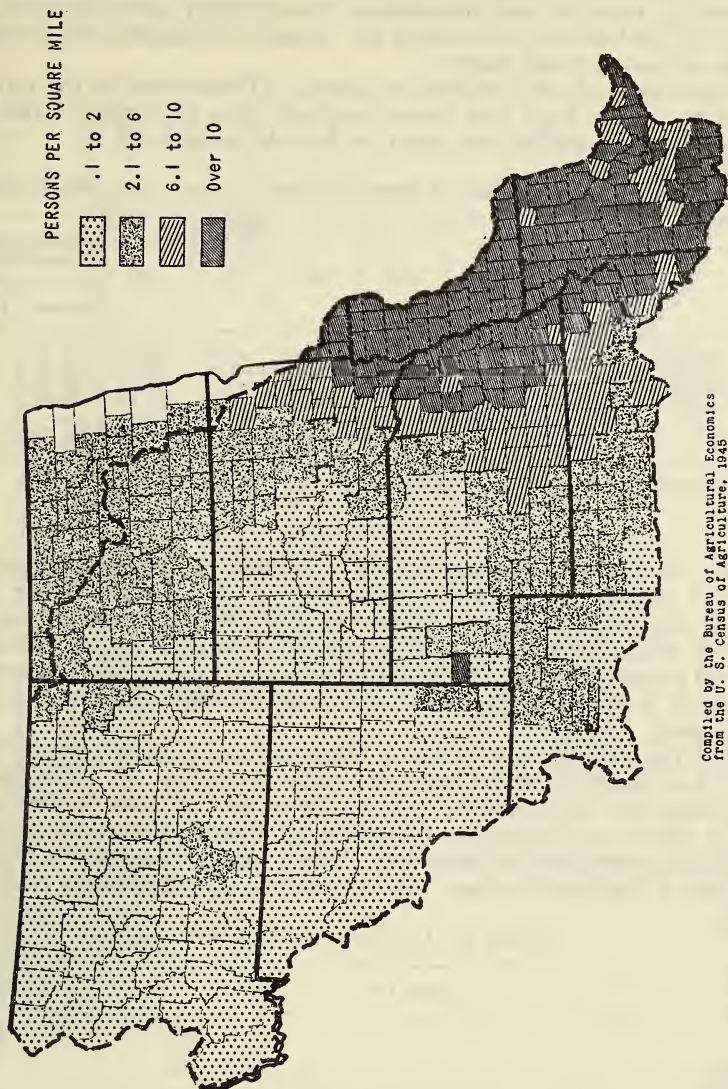 PERSONS PER SQUARE MILE
.1 to 2
2.1 to 6
6.1 to 10
Over 10
Compiled by the Bureau of Agricultural Economics
from the U. S. Census of Agriculture, 1945